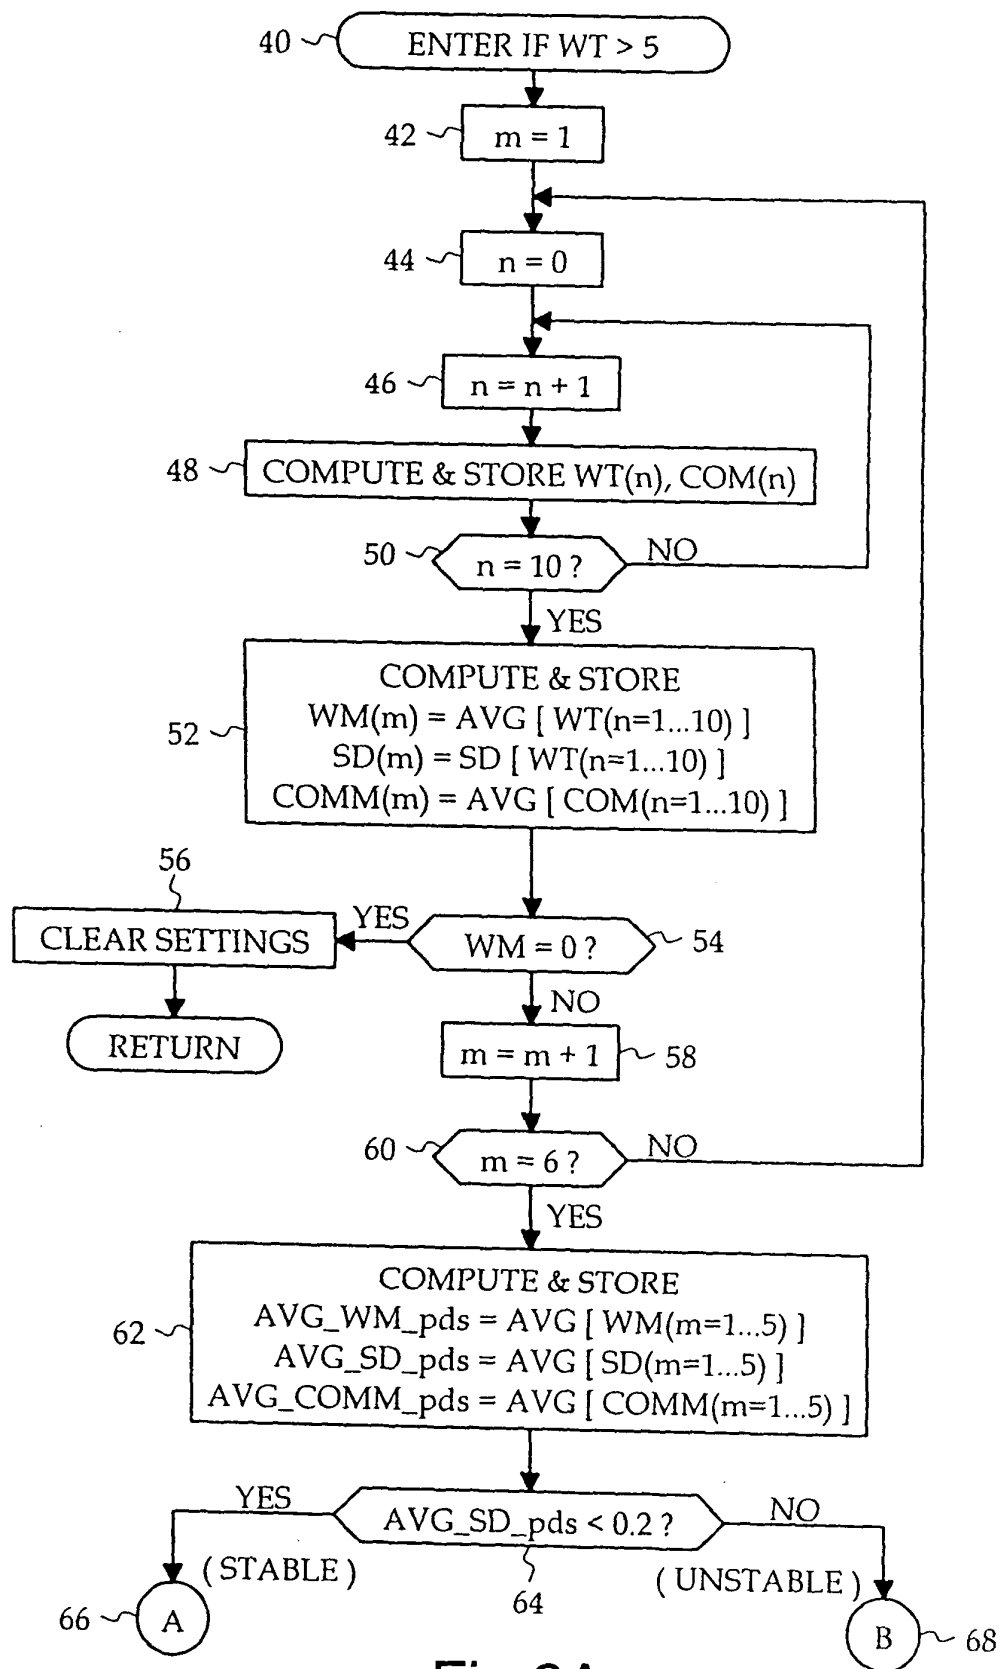 40
ENTER IF WT > 5
42
m = 1
44
n = 0
46
n = n + 1
48
COMPUTE & STORE WT(n), COM(n)
50
n = 10 ?
NO
YES
COMPUTE & STORE
WM(m) = AVG [ WT(n=1...10) ]
52
SD(m) = SD [ WT(n=1...10) ]
COMM(m) = AVG [ COM(n=1...10) ]
56
CLEAR SETTINGS
YES
WM = 0 ?
54
NO
RETURN
m = m + 1
58
60
m = 6 ?
NO
YES
COMPUTE & STORE
AVG_WM_pds = AVG [ WM(m=1...5) ]
62
AVG_SD_pds = AVG [ SD(m=1...5) ]
AVG_COMM_pds = AVG [ COMM(m=1...5) ]
YES
AVG_SD_pds < 0.2 ?
NO
( STABLE )
( UNSTABLE )
64
66
A
B
68